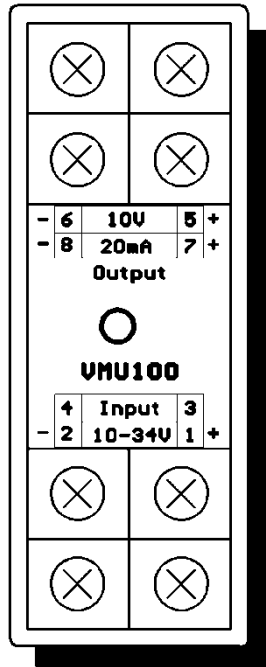 - 6 10V 5 +
- 8 20mA 7 +
Output
VMU100
4 Input 3
- 2 10-34V 1 +